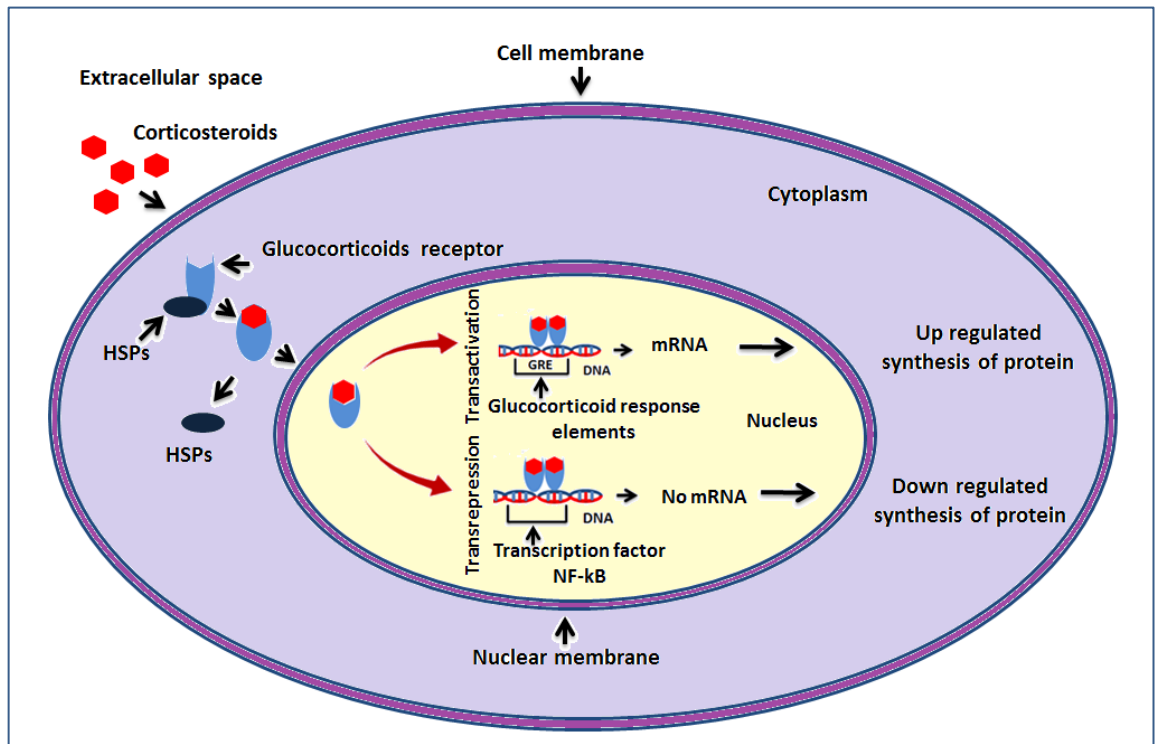 Cell membrane
Extracellular space
Corticosteroids
Cytoplasm
Glucocorticoids receptor
HSPs
HSPs
Transactivation
GRE
DNA
mRNA
Glucocorticoid response
elements
Nucleus
Up regulated
synthesis of protein
Transrepression
DNA
No mRNA
Transcription factor
NF-kB
Down regulated
synthesis of protein
Nuclear membrane